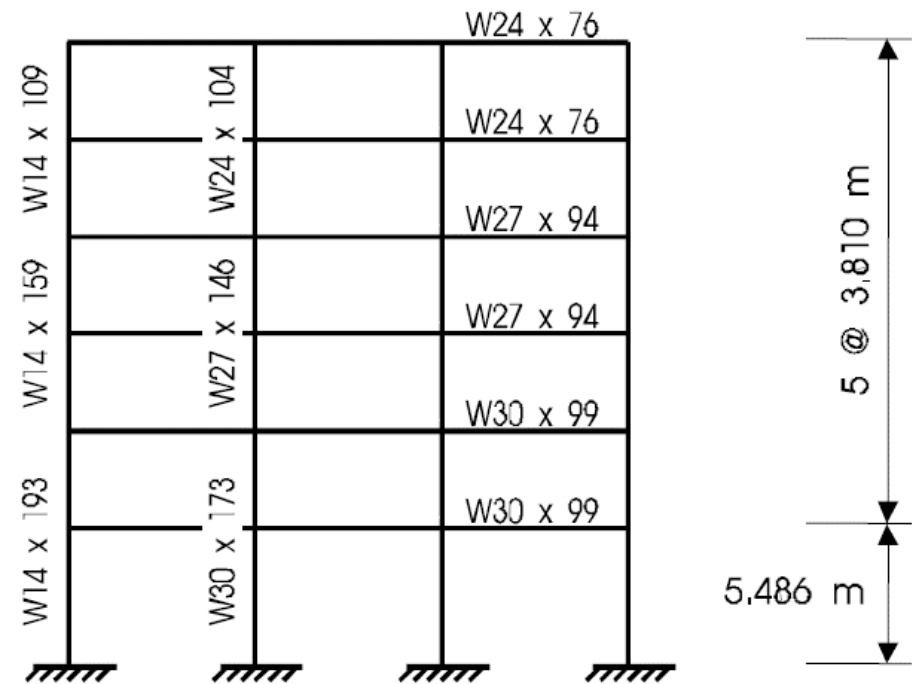 W24 x 76
W14 x 109
W24 x 104
W24 x 76
W27 x 94
W14 x 159
W27 x 146
W27 x 94
5 @ 3.810 m
W30 x 99
W14 x 193
W30 x 173
W30 x 99
5.486 m